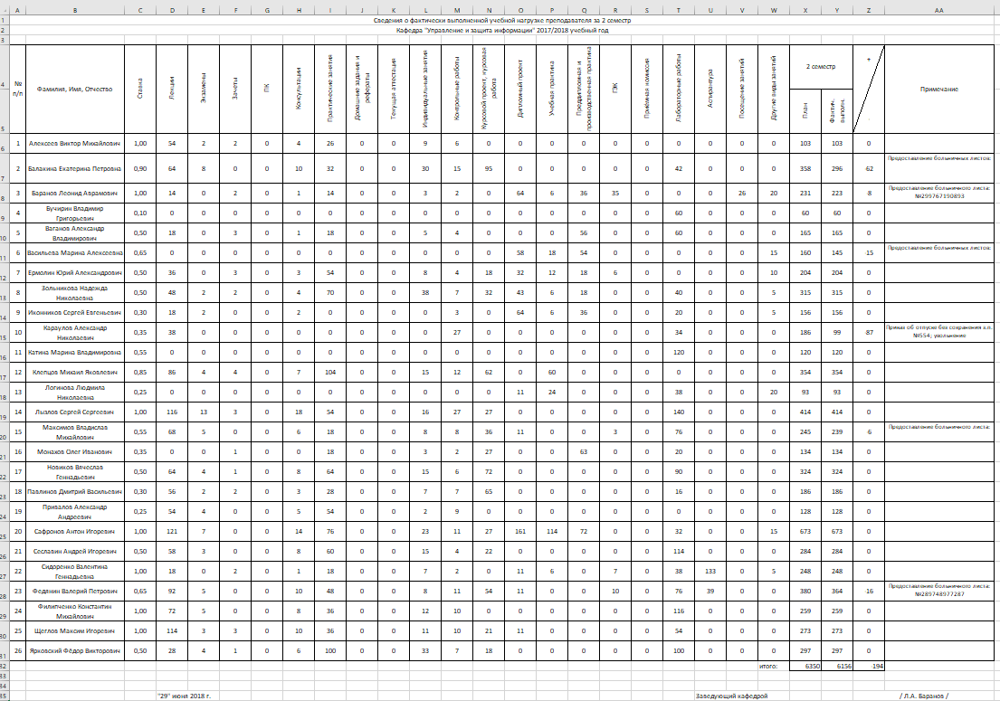 A B C D E F G H I J K L M N O P Q R S T U V W X Y Z AA
1 Сведения о фактически выполненной учебной нагрузке преподавателя за 2 семестр
2 Кафедра "Управление и защита информации" 2017/2018 учебный год
3
4 № п/п Фамилия, Имя, Отчество Ставка Лекции Экзамены Зачеты ПК Консультации Практические занятия Домашние задания и рефераты Текущая аттестация Индивидуальные занятия Контрольные работы Курсовой проект, курсовая работа Дипломный проект Учебная практика Преддипломная и производственная практика ГЭК Приёмная комиссия Лабораторные работы Аспирантура Посещение занятий Другие виды занятий 2 семестр + Примечание
5 План Фактич. выполн. -
6 1 Алексеев Виктор Михайлович 1,00 54 2 2 0 4 26 0 0 9 6 0 0 0 0 0 0 0 0 0 0 103 103 0
7 2 Балакина Екатерина Петровна 0,90 64 8 0 0 10 32 0 0 30 15 95 0 0 0 0 0 42 0 0 0 358 296 -62 Предоставление больничных листов:
8 3 Баранов Леонид Аврамович 1,00 14 0 2 0 1 14 0 0 3 2 0 64 6 36 35 0 0 0 26 20 231 223 -8 Предоставление больничного листа: №299767190893
9 4 Бучирин Владимир Григорьевич 0,10 0 0 0 0 0 0 0 0 0 0 0 0 0 0 0 0 60 0 0 0 60 60 0
10 5 Ваганов Александр Владимирович 0,50 18 0 3 0 1 18 0 0 5 4 0 0 0 56 0 0 60 0 0 0 165 165 0
11 6 Васильева Марина Алексеевна 0,65 0 0 0 0 0 0 0 0 0 0 0 58 18 54 0 0 0 0 0 15 160 145 -15 Предоставление больничных листов:
12 7 Ермолин Юрий Александрович 0,50 36 0 3 0 3 54 0 0 8 4 18 32 12 18 6 0 0 0 0 10 204 204 0
13 8 Зольникова Надежда Николаевна 0,50 48 2 2 0 4 70 0 0 38 7 32 43 6 18 0 0 40 0 0 5 315 315 0
14 9 Иконников Сергей Евгеньевич 0,30 18 2 0 0 2 0 0 0 0 3 0 64 6 36 0 0 20 0 0 5 156 156 0
15 10 Караулов Александр Николаевич 0,35 38 0 0 0 0 0 0 0 0 27 0 0 0 0 0 0 34 0 0 0 186 99 -87 Приказ об отпуске без сохранения з.п. №554; увольнение
16 11 Катина Марина Владимировна 0,55 0 0 0 0 0 0 0 0 0 0 0 0 0 0 0 0 120 0 0 0 120 120 0
17 12 Клепцов Михаил Яковлевич 0,85 86 4 4 0 7 104 0 0 15 12 62 0 60 0 0 0 0 0 0 0 354 354 0
18 13 Логинова Людмила Николаевна 0,25 0 0 0 0 0 0 0 0 0 0 0 11 24 0 0 0 38 0 0 20 93 93 0
19 14 Лызлов Сергей Сергеевич 1,00 116 13 3 0 18 54 0 0 16 27 27 0 0 0 0 0 140 0 0 0 414 414 0
20 15 Максимов Владислав Михайлович 0,55 68 5 0 0 6 18 0 0 8 8 36 11 0 0 3 0 76 0 0 0 245 239 -6 Предоставление больничного листа:
21 16 Монахов Олег Иванович 0,35 0 0 1 0 0 18 0 0 3 2 27 0 0 63 0 0 20 0 0 0 134 134 0
22 17 Новиков Вячеслав Геннадьевич 0,50 64 4 1 0 8 64 0 0 15 6 72 0 0 0 0 0 90 0 0 0 324 324 0
23 18 Павлинов Дмитрий Васильевич 0,30 56 2 2 0 3 28 0 0 7 7 65 0 0 0 0 0 16 0 0 0 186 186 0
24 19 Привалов Александр Андреевич 0,25 54 4 0 0 5 54 0 0 2 9 0 0 0 0 0 0 0 0 0 0 128 128 0
25 20 Сафронов Антон Игоревич 1,00 121 7 0 0 14 76 0 0 23 11 27 161 114 72 0 0 32 0 0 15 673 673 0
26 21 Сеславин Андрей Игоревич 0,50 58 3 0 0 8 60 0 0 15 4 22 0 0 0 0 0 114 0 0 0 284 284 0
27 22 Сидоренко Валентина Геннадьевна 1,00 18 0 2 0 1 18 0 0 7 2 0 11 6 0 7 0 38 133 0 5 248 248 0
28 23 Федянин Валерий Петрович 0,65 92 5 0 0 10 48 0 0 8 11 54 11 0 0 10 0 76 39 0 0 380 364 -16 Предоставление больничного листа: №289748977287
29 24 Филипченко Константин Михайлович 1,00 72 5 0 0 8 36 0 0 12 10 0 0 0 0 0 0 116 0 0 0 259 259 0
30 25 Щеглов Максим Игоревич 1,00 114 3 3 0 10 36 0 0 11 10 21 11 0 0 0 0 54 0 0 0 273 273 0
31 26 Ярковский Фёдор Викторович 0,50 28 4 1 0 6 100 0 0 33 7 18 0 0 0 0 0 100 0 0 0 297 297 0
32 итого: 6350 6156 -194
33
34
35 "29" июня 2018 г. Заведующий кафедрой / Л.А. Баранов /